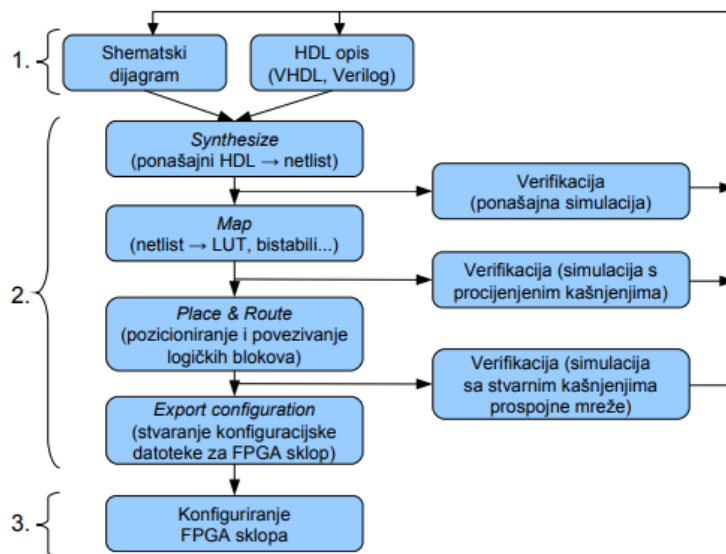 1.
Shematski
dijagram
HDL opis
(VHDL, Verilog)
2.
Synthesize
(ponašajni HDL → netlist)
Verifikacija
(ponašajna simulacija)
Map
(netlist → LUT, bistabili...)
Verifikacija (simulacija s
procijenjenim kašnjenjima)
Place & Route
(pozicioniranje i povezivanje
logičkih blokova)
Verifikacija (simulacija
sa stvarnim kašnjenjima
prospojne mreže)
Export configuration
(stvaranje konfiguracijske
datoteke za FPGA sklop)
3.
Konfiguriranje
FPGA sklopa